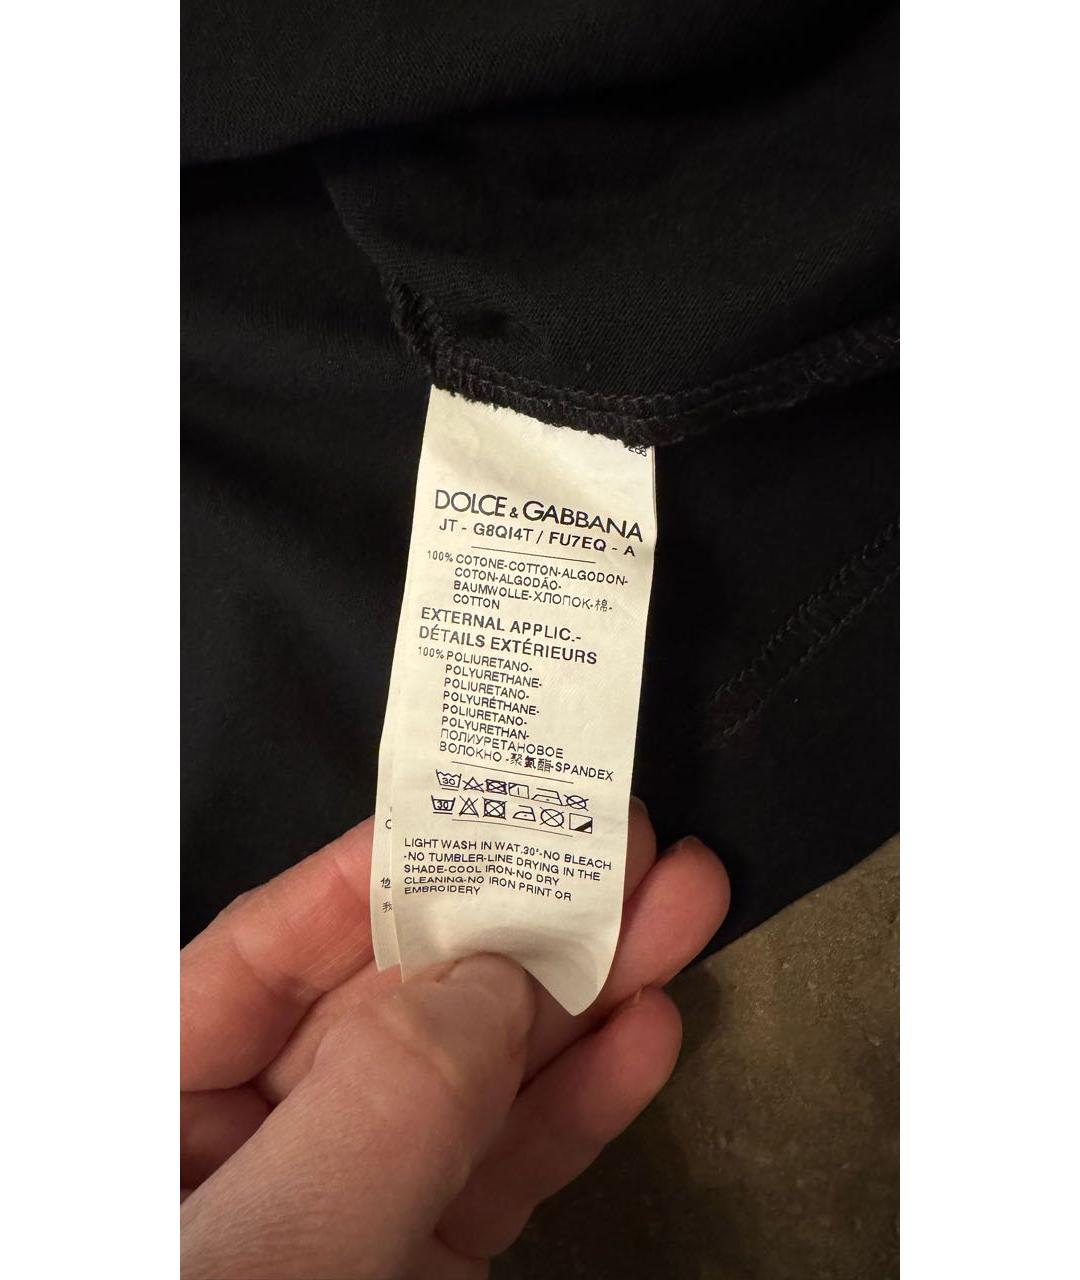 DOLCE & GABBANA
JT - G8QI4T / FU7EQ - A
100% COTONE-COTTON-ALGODON-
COTON-ALGODÃO-
BAUMWOLLE-ХЛОПОК-棉-
COTTON
EXTERNAL APPLIC.-
DÉTAILS EXTÉRIEURS
100% POLIURETANO-
POLYURETHANE-
POLIURETANO-
POLYURÉTHANE-
POLIURETANO-
POLYURETHAN-
ПОЛИУРЕТАНОВОЕ
ВОЛОКНО-聚氨酯-SPANDEX
30
30
LIGHT WASH IN WAT.30°-NO BLEACH
-NO TUMBLER-LINE DRYING IN THE
SHADE-COOL IRON-NO DRY
CLEANING-NO IRON PRINT OR
EMBROIDERY